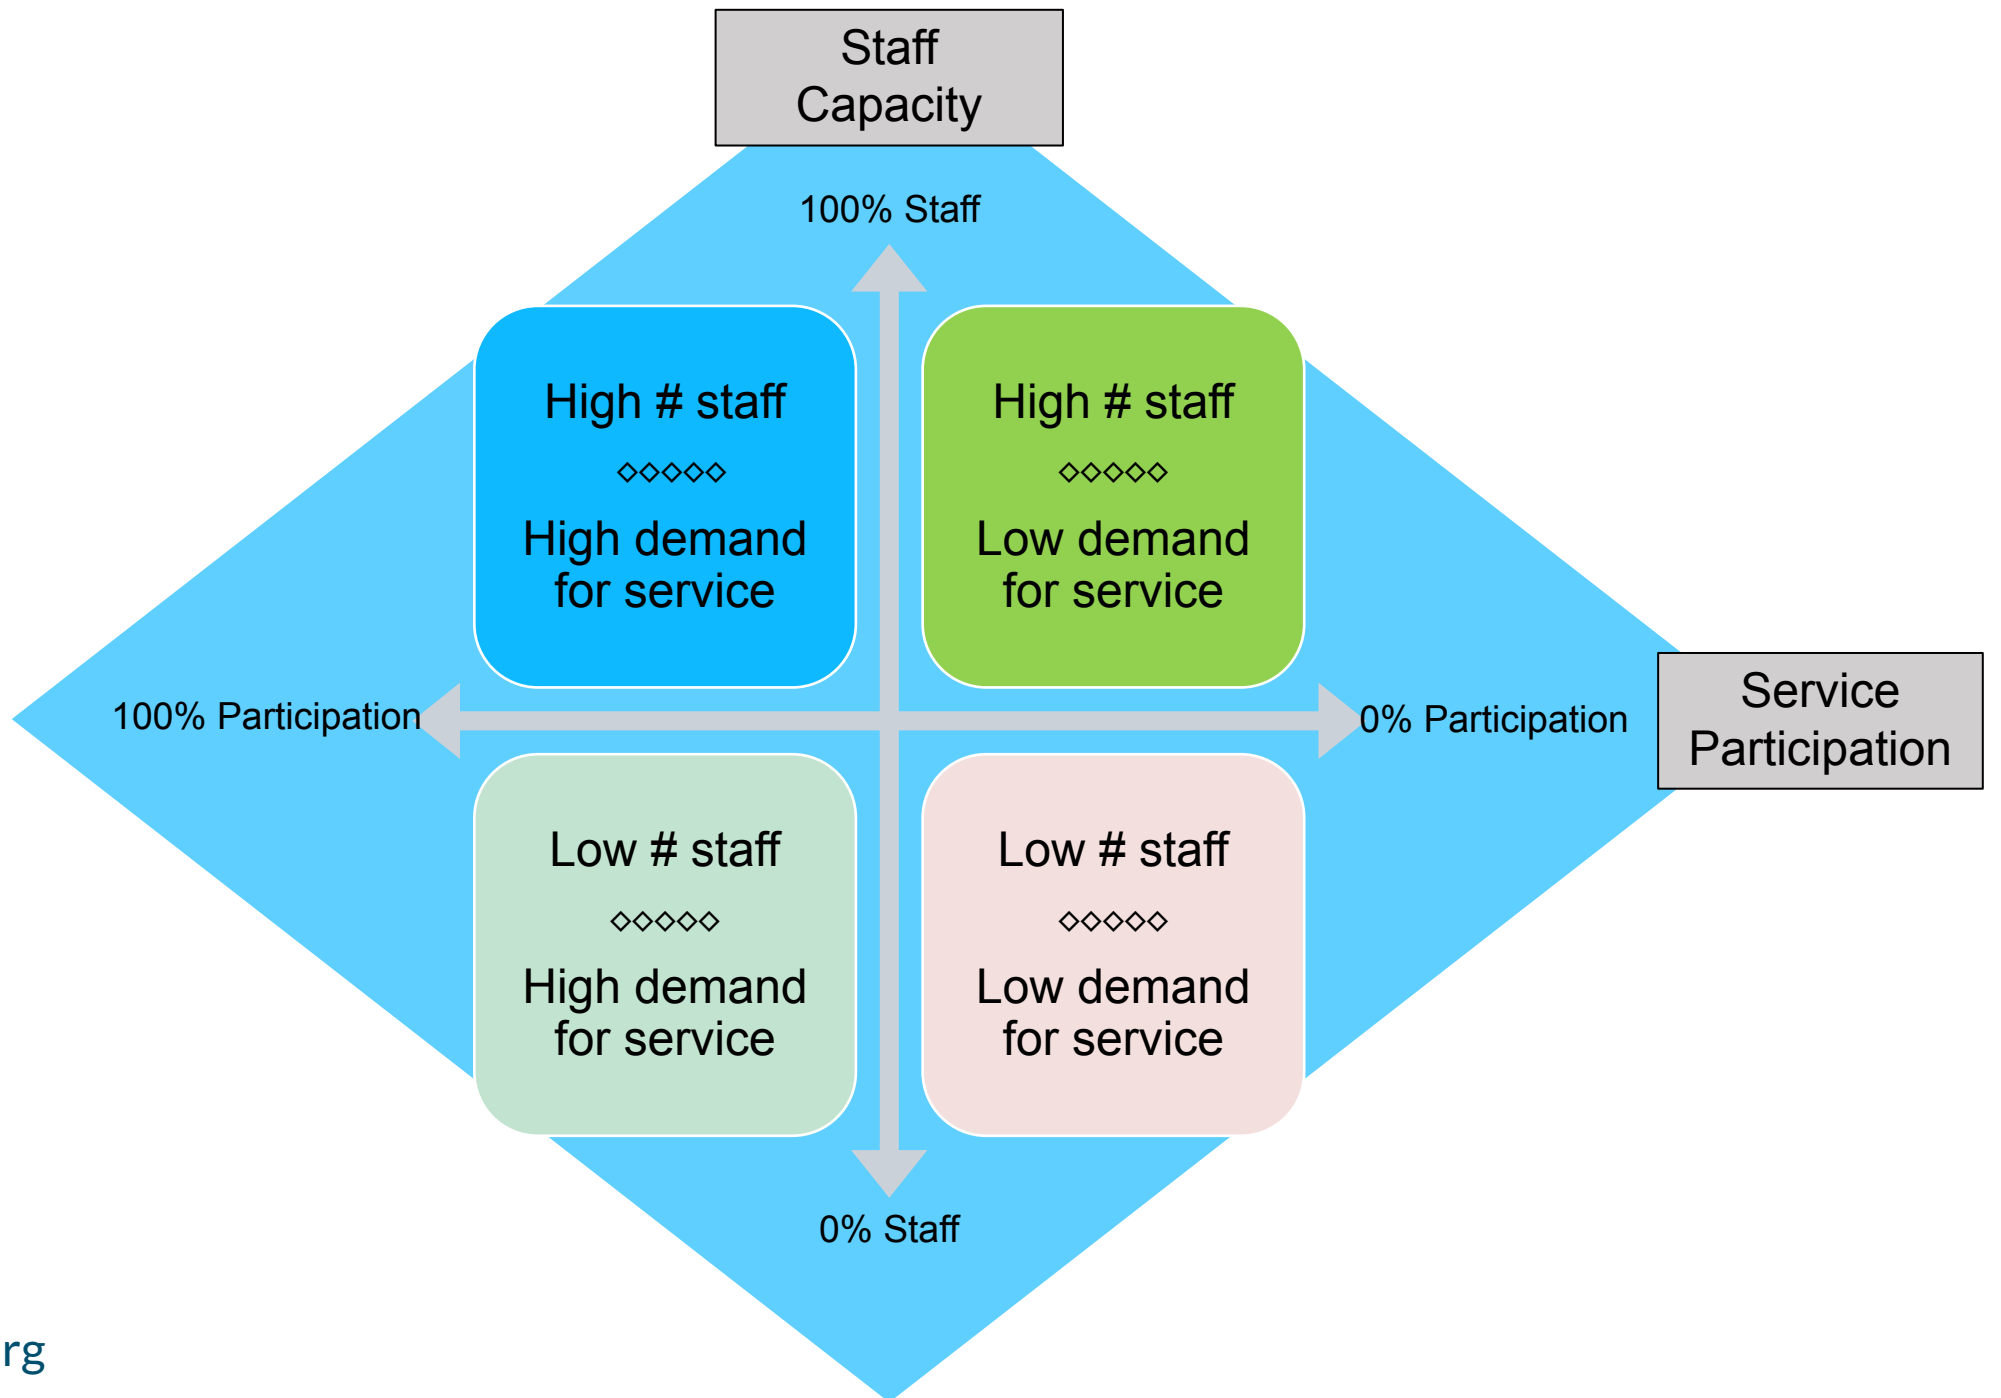 Staff
Capacity
100% Staff
High # staff
◇◇◇◇◇
High demand
for service
High # staff
◇◇◇◇◇
Low demand
for service
100% Participation
0% Participation
Service
Participation
Low # staff
◇◇◇◇◇
High demand
for service
Low # staff
◇◇◇◇◇
Low demand
for service
0% Staff
rg